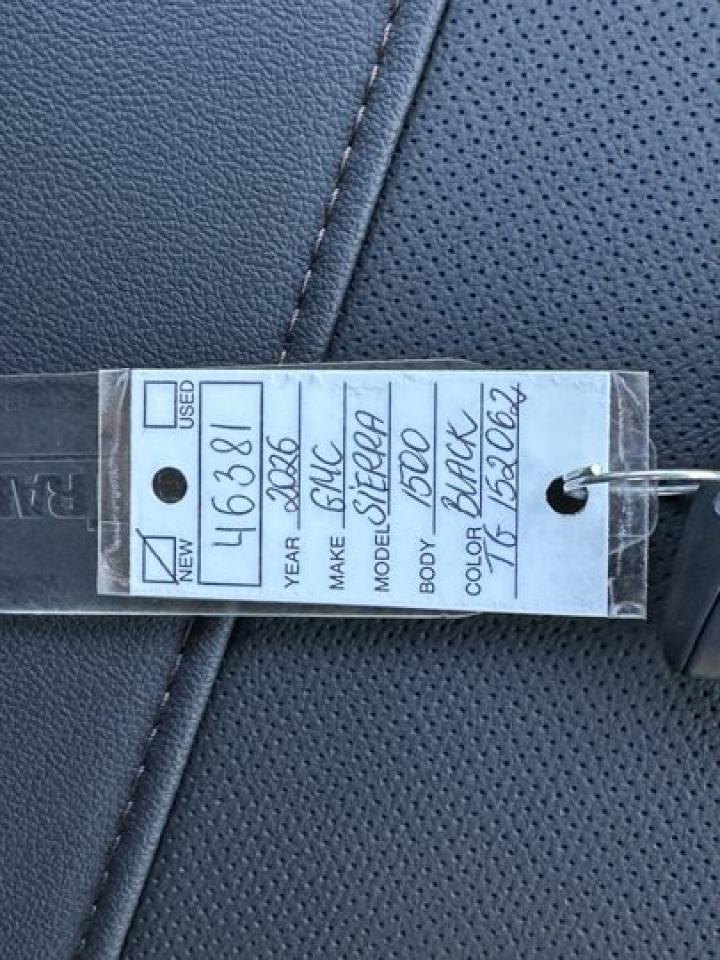 NEW USED
46381
YEAR 2026
MAKE GMC
MODEL SIERRA
BODY 1500
COLOR BLACK
TG 152062